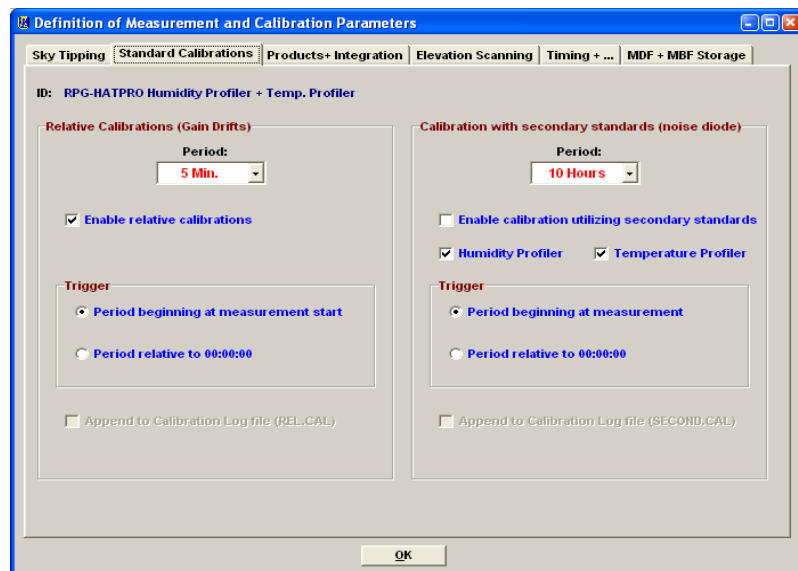 Definition of Measurement and Calibration Parameters
Sky Tipping Standard Calibrations Products+ Integration Elevation Scanning Timing + ... MDF + MBF Storage
ID: RPG-HATPRO Humidity Profiler + Temp. Profiler
Relative Calibrations (Gain Drifts)
Period:
5 Min.
Enable relative calibrations
Trigger
Period beginning at measurement start
Period relative to 00:00:00
Append to Calibration Log file (REL.CAL)
Calibration with secondary standards (noise diode)
Period:
10 Hours
Enable calibration utilizing secondary standards
Humidity Profiler Temperature Profiler
Trigger
Period beginning at measurement
Period relative to 00:00:00
Append to Calibration Log file (SECOND.CAL)
OK